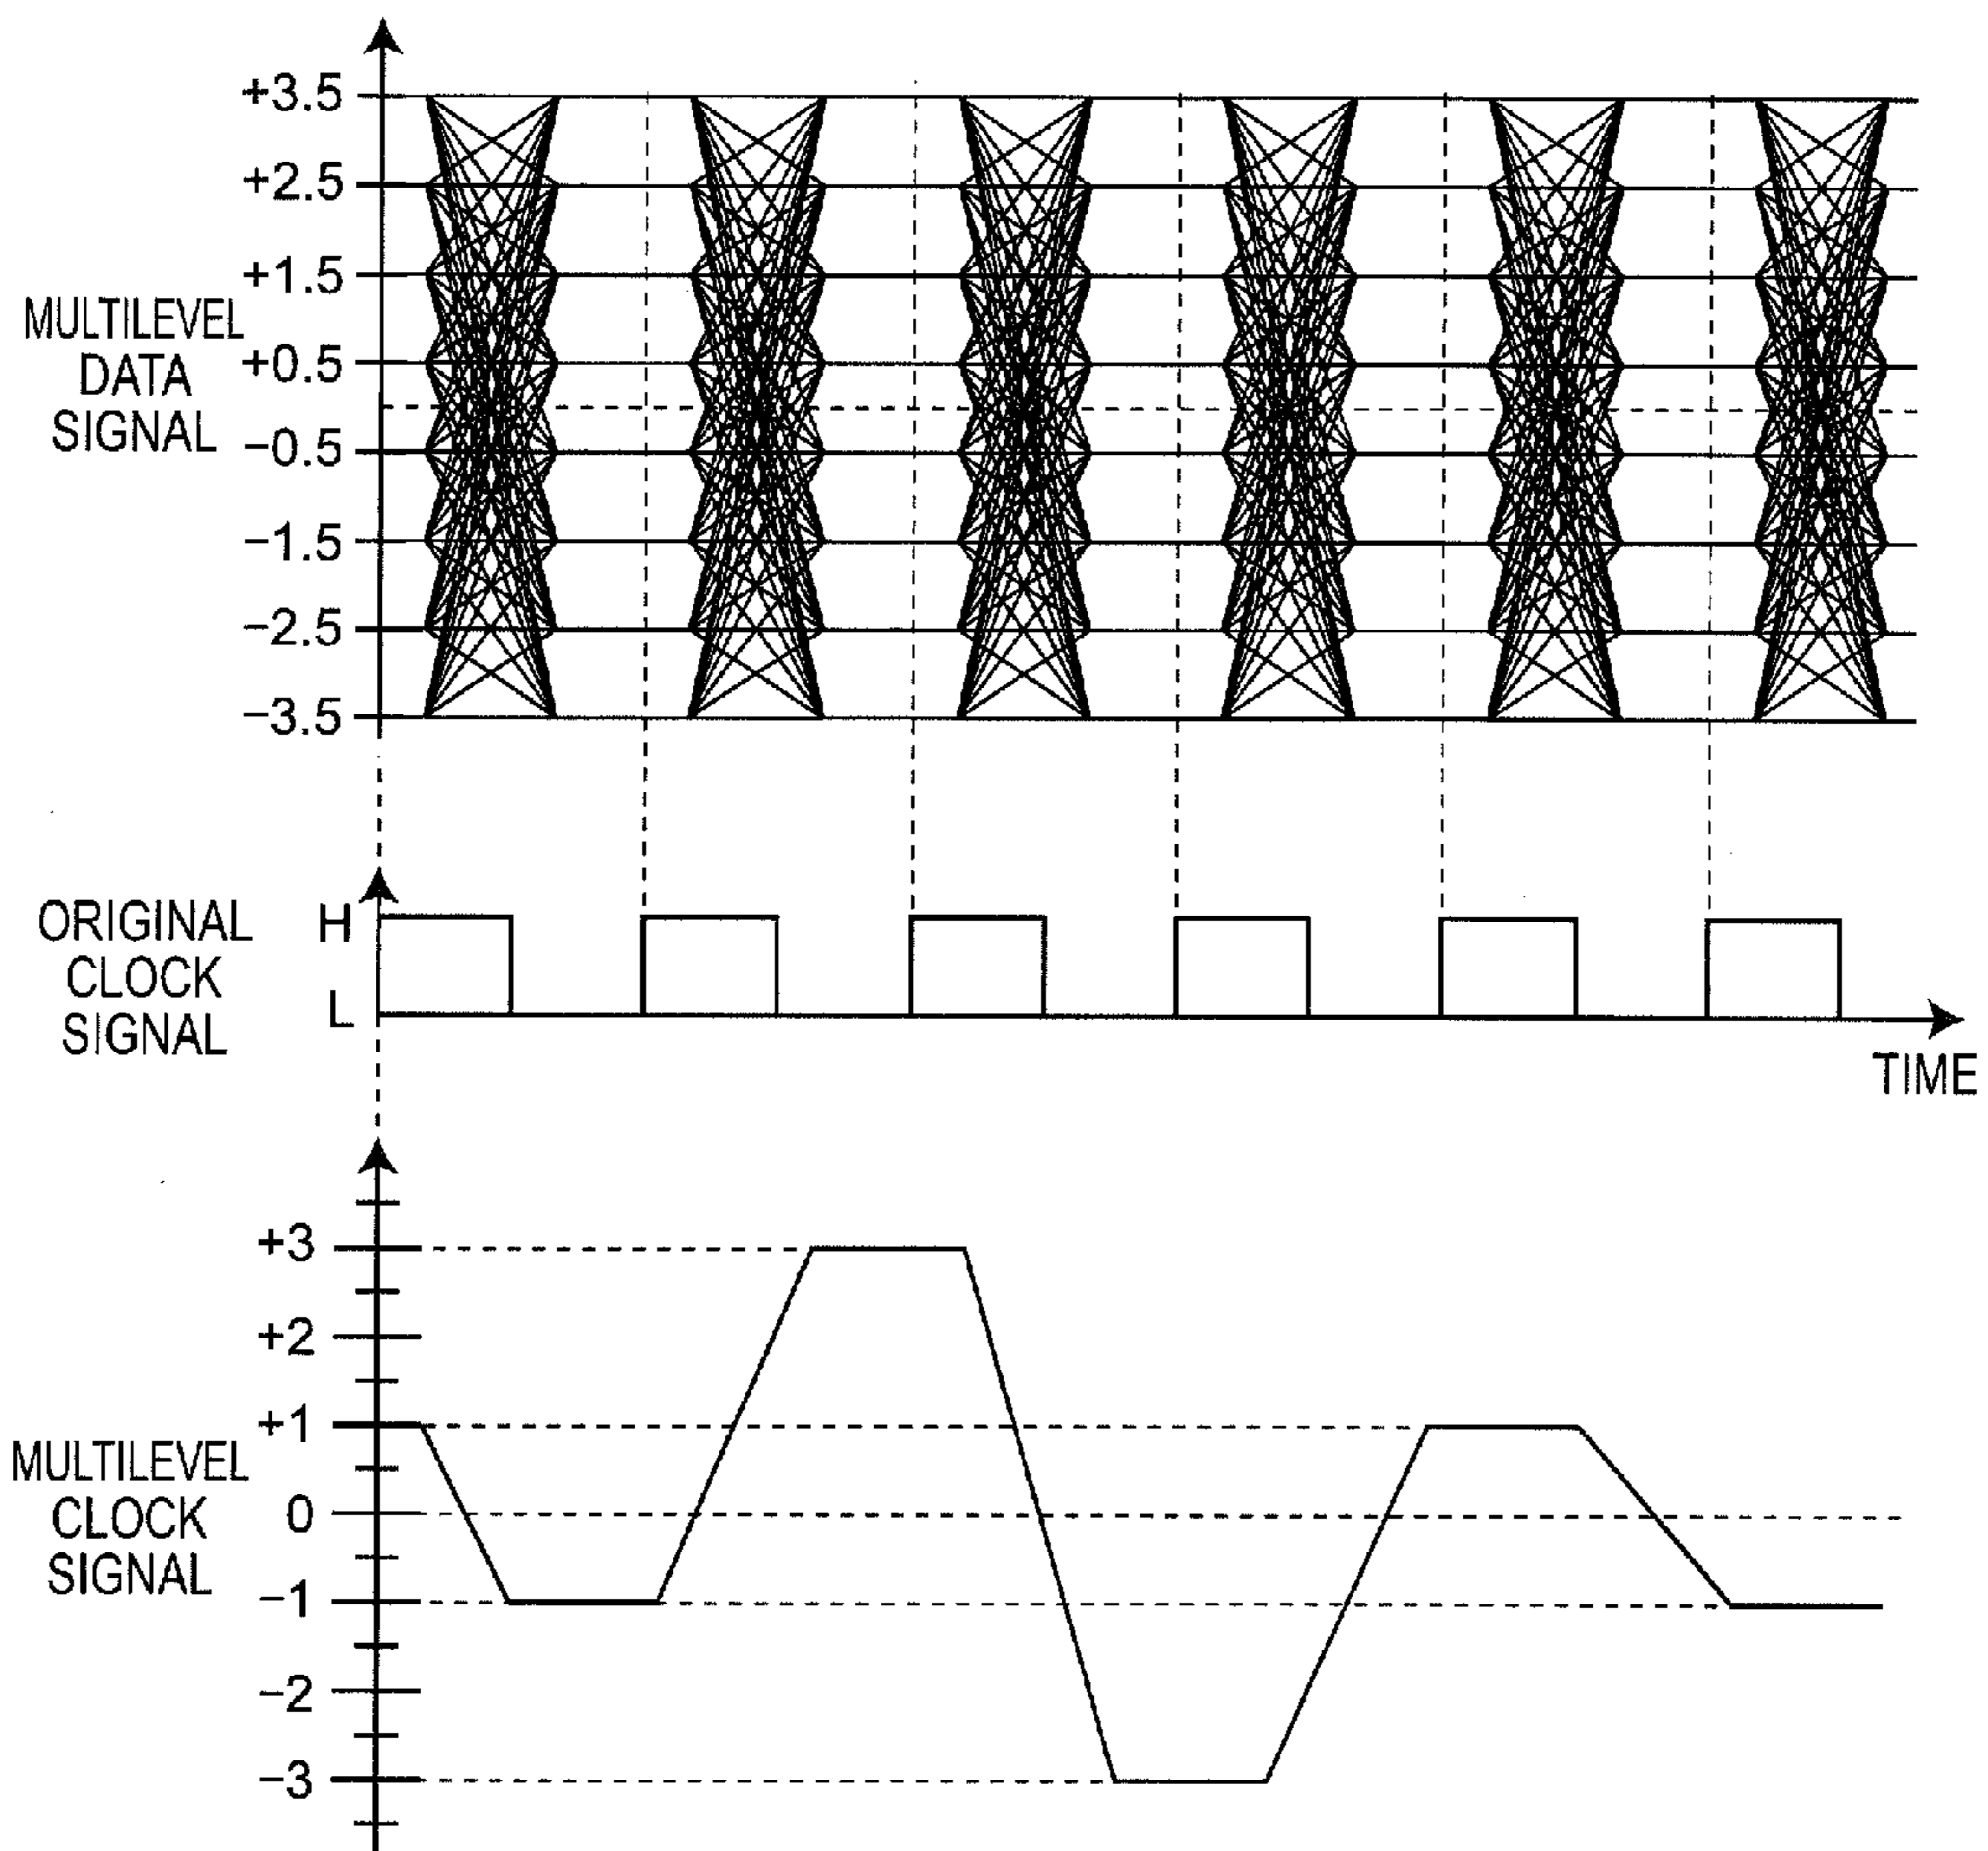 +3.5
+2.5
+1.5
MULTILEVEL
DATA
SIGNAL
+0.5
−0.5
−1.5
−2.5
−3.5
ORIGINAL
CLOCK
SIGNAL
H
L
TIME
+3
+2
+1
MULTILEVEL
CLOCK
SIGNAL
0
−1
−2
−3